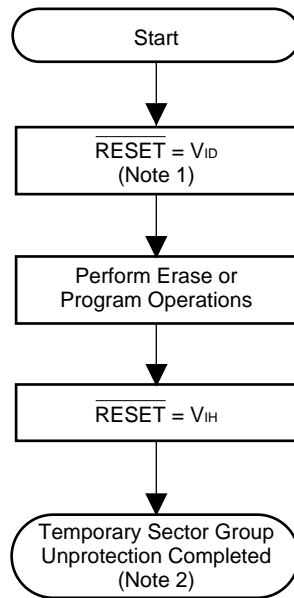 Start
RESET = VID
(Note 1)
Perform Erase or
Program Operations
RESET = VIH
Temporary Sector Group
Unprotection Completed
(Note 2)